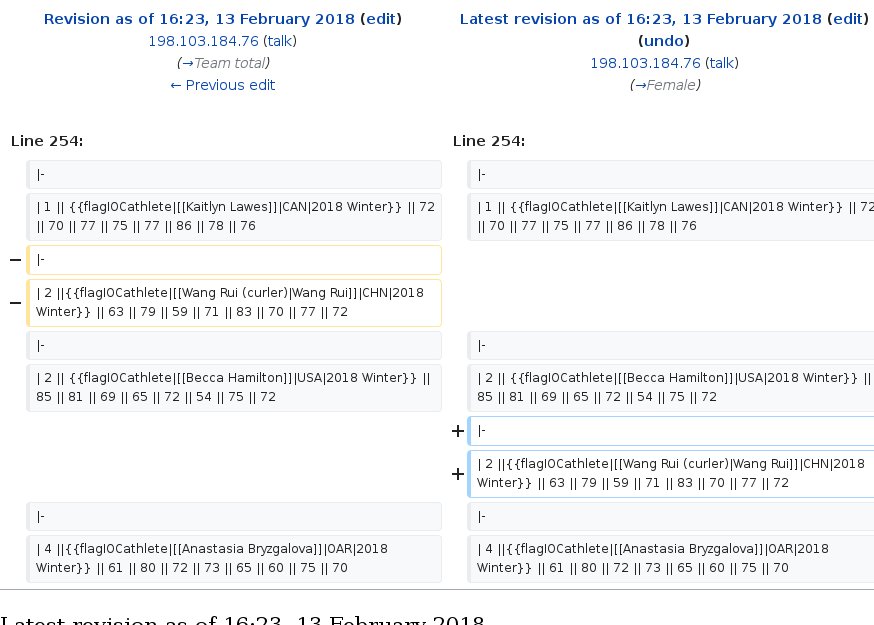 Revision as of 16:23, 13 February 2018 (edit)
198.103.184.76 (talk)
(→Team total)
← Previous edit
Latest revision as of 16:23, 13 February 2018 (edit)
(undo)
198.103.184.76 (talk)
(→Female)
Line 254:
Line 254:
|-
|-
| 1 || {{flagIOCathlete|[[Kaitlyn Lawes]]|CAN|2018 Winter}} || 72
|| 70 || 77 || 75 || 77 || 86 || 78 || 76
| 1 || {{flagIOCathlete|[[Kaitlyn Lawes]]|CAN|2018 Winter}} || 72
|| 70 || 77 || 75 || 77 || 86 || 78 || 76
−
|-
−
| 2 ||{{flagIOCathlete|[[Wang Rui (curler)|Wang Rui]]|CHN|2018
Winter}} || 63 || 79 || 59 || 71 || 83 || 70 || 77 || 72
|-
|-
| 2 || {{flagIOCathlete|[[Becca Hamilton]]|USA|2018 Winter}} ||
85 || 81 || 69 || 65 || 72 || 54 || 75 || 72
| 2 || {{flagIOCathlete|[[Becca Hamilton]]|USA|2018 Winter}} ||
85 || 81 || 69 || 65 || 72 || 54 || 75 || 72
+
|-
+
| 2 ||{{flagIOCathlete|[[Wang Rui (curler)|Wang Rui]]|CHN|2018
Winter}} || 63 || 79 || 59 || 71 || 83 || 70 || 77 || 72
|-
|-
| 4 ||{{flagIOCathlete|[[Anastasia Bryzgalova]]|OAR|2018
Winter}} || 61 || 80 || 72 || 73 || 65 || 60 || 75 || 70
| 4 ||{{flagIOCathlete|[[Anastasia Bryzgalova]]|OAR|2018
Winter}} || 61 || 80 || 72 || 73 || 65 || 60 || 75 || 70
Latest revision as of 16:23, 13 February 2018